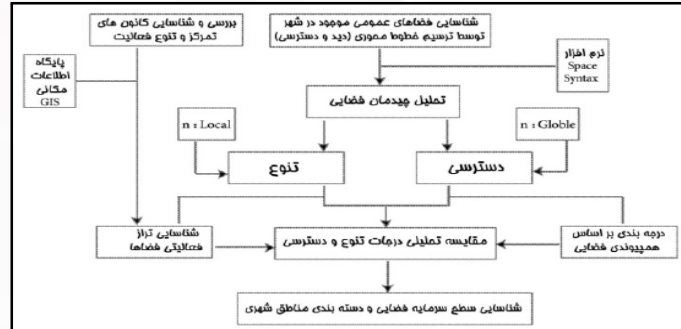 شناسایی فضاهای عمومی موجود در شهر
توسط ترسیم خطوط محوری (دید و دسترسی)
بررسی و شناسایی کانون های
تمرکز و تنوع فعالیت
نرم افزار
Space
Syntax
پایگاه
اطلاعات
مکانی
GIS
تحلیل چیدمان فضایی
n : Globle
n : Local
دسترسی
تنوع
درجه بندی بر اساس
همپیوندی فضایی
مقایسه تحلیلی درجات تنوع و دسترسی
شناسایی تراز
فعالیتی فضاها
شناسایی سطح سرمایه فضایی و دسته بندی مناطق شهری